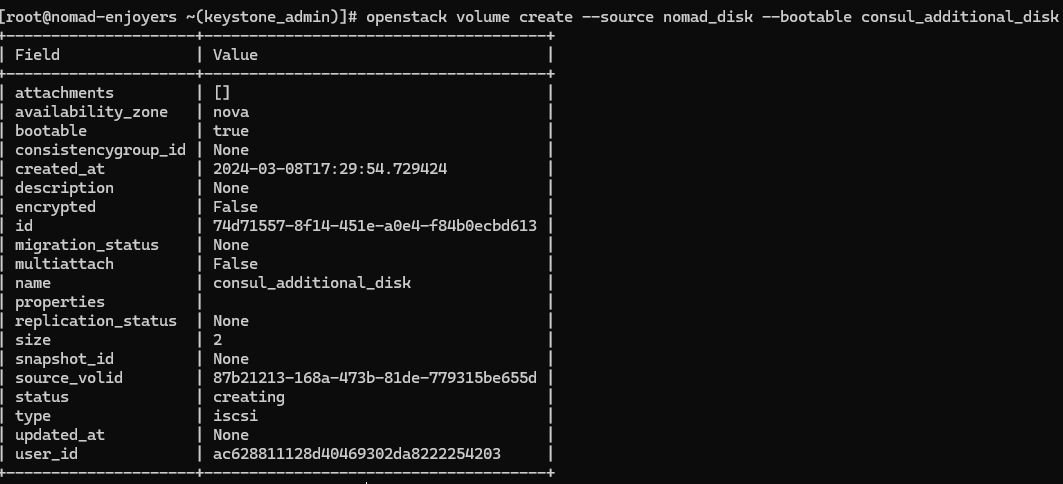 [root@nomad-enjoyers ~(keystone_admin)]# openstack volume create --source nomad_disk --bootable consul_additional_disk
+---------------------+--------------------------------------+
| Field               | Value                                |
+---------------------+--------------------------------------+
| attachments         | []                                   |
| availability_zone   | nova                                 |
| bootable            | true                                 |
| consistencygroup_id | None                                 |
| created_at          | 2024-03-08T17:29:54.729424           |
| description         | None                                 |
| encrypted           | False                                |
| id                  | 74d71557-8f14-451e-a0e4-f84b0ecbd613 |
| migration_status    | None                                 |
| multiattach         | False                                |
| name                | consul_additional_disk               |
| properties          |                                      |
| replication_status  | None                                 |
| size                | 2                                    |
| snapshot_id         | None                                 |
| source_volid        | 87b21213-168a-473b-81de-779315be655d |
| status              | creating                             |
| type                | iscsi                                |
| updated_at          | None                                 |
| user_id             | ac628811128d40469302da8222254203     |
+---------------------+--------------------------------------+